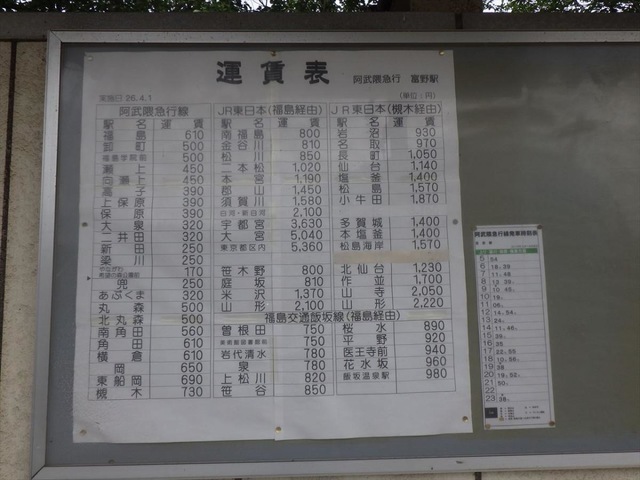 運賃表
阿武隈急行 富野駅
実施日 26.4.1
(単位：円)
阿武隈急行線
駅名 運賃
福島 610
卸町 500
福島学院前 500
瀬上 450
向瀬上 450
高子 390
上保原 390
保原 390
大泉 320
二井田 320
新田 250
梁川 250
やながわ希望の森公園前 170
兜 250
あぶくま 320
丸森 500
北丸森 500
南角田 560
角田 610
横倉 610
岡 650
東船岡 690
槻木 730
JR東日本(福島経由)
駅名 運賃
南福島 800
金谷川 810
松川 850
二本松 1,020
本宮 1,190
郡山 1,450
須賀川 1,580
白河・新白河 2,100
宇都宮 3,630
大宮 5,040
東京都区内 5,360
笹木野 800
庭坂 810
米沢 1,370
山形 2,100
JR東日本(槻木経由)
駅名 運賃
岩沼 930
名取 970
長町 1,050
仙台 1,140
塩釜 1,400
松島 1,570
小牛田 1,870
多賀城 1,400
本塩釜 1,400
松島海岸 1,570
北仙台 1,230
作並 1,700
山寺 2,050
山形 2,220
福島交通飯坂線(福島経由)
曽根田 750
美術館図書館前 750
岩代清水 780
泉 780
上松川 820
笹谷 850
桜水 890
平野 920
医王寺前 940
花水坂 960
飯坂温泉駅 980
5 54